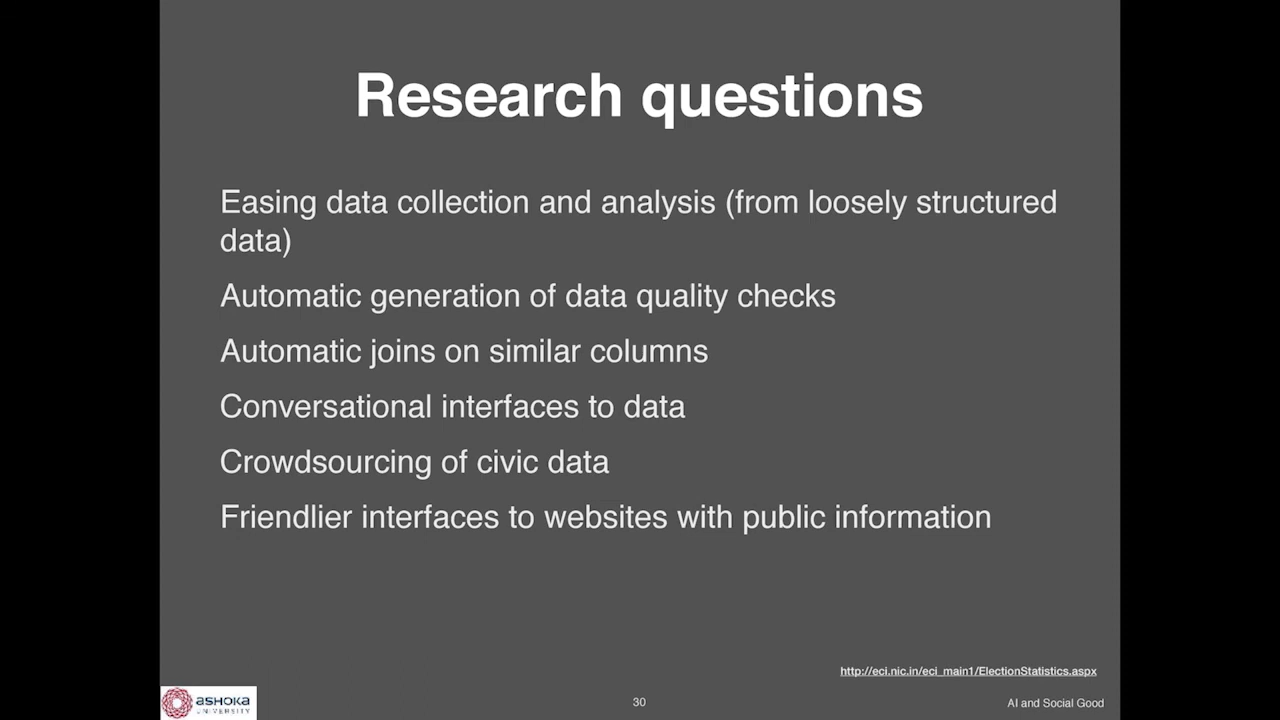 Research questions
Easing data collection and analysis (from loosely structured
data)
Automatic generation of data quality checks
Automatic joins on similar columns
Conversational interfaces to data
Crowdsourcing of civic data
Friendlier interfaces to websites with public information
http://eci.nic.in/eci_main1/ElectionStatistics.aspx
ASHOKA
UNIVERSITY
30
AI and Social Good